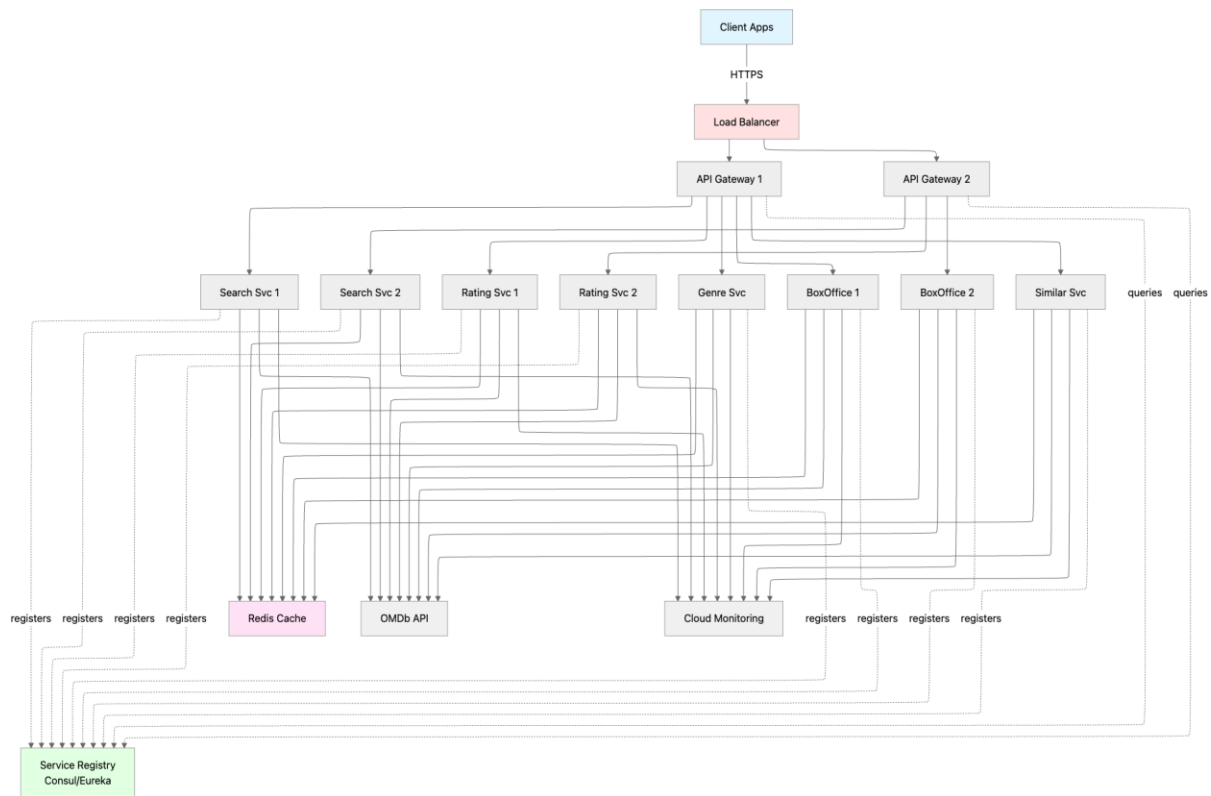 Client Apps
HTTPS
Load Balancer
API Gateway 1
API Gateway 2
Search Svc 1
Search Svc 2
Rating Svc 1
Rating Svc 2
Genre Svc
BoxOffice 1
BoxOffice 2
Similar Svc
queries
queries
registers
registers
registers
registers
Redis Cache
OMDb API
Cloud Monitoring
registers
registers
registers
registers
Service Registry
Consul/Eureka